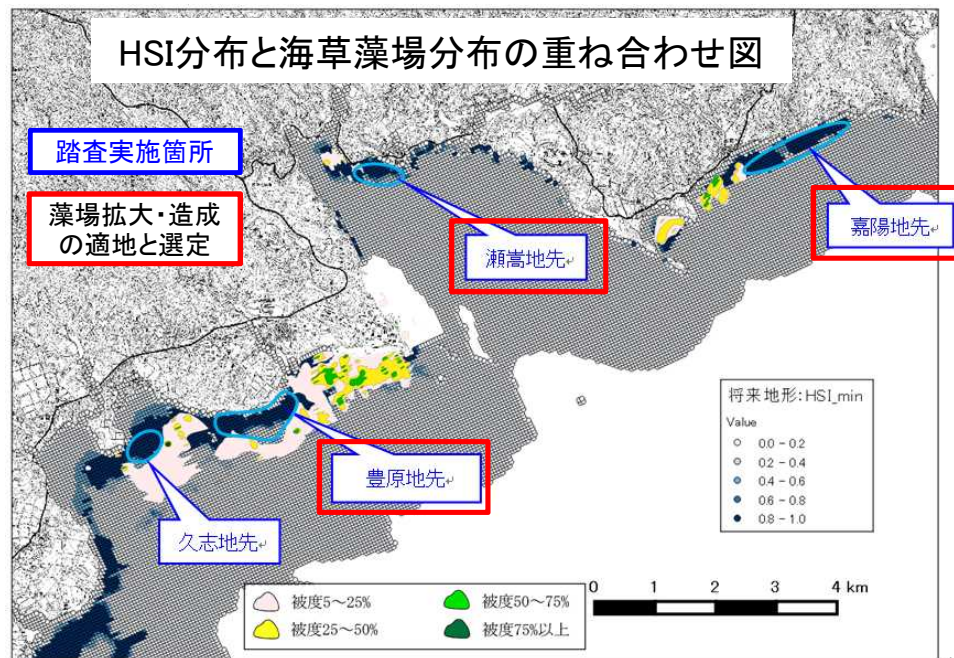 HSI分布と海草藻場分布の重ね合わせ図
踏査実施箇所
藻場拡大・造成
の適地と選定
瀬嵩地先
嘉陽地先
豊原地先
久志地先
将来地形:HSI_min
Value
0.0 - 0.2
0.2 - 0.4
0.4 - 0.6
0.6 - 0.8
0.8 - 1.0
被度5～25%
被度50～75%
被度25～50%
被度75%以上
0 1 2 3 4 km